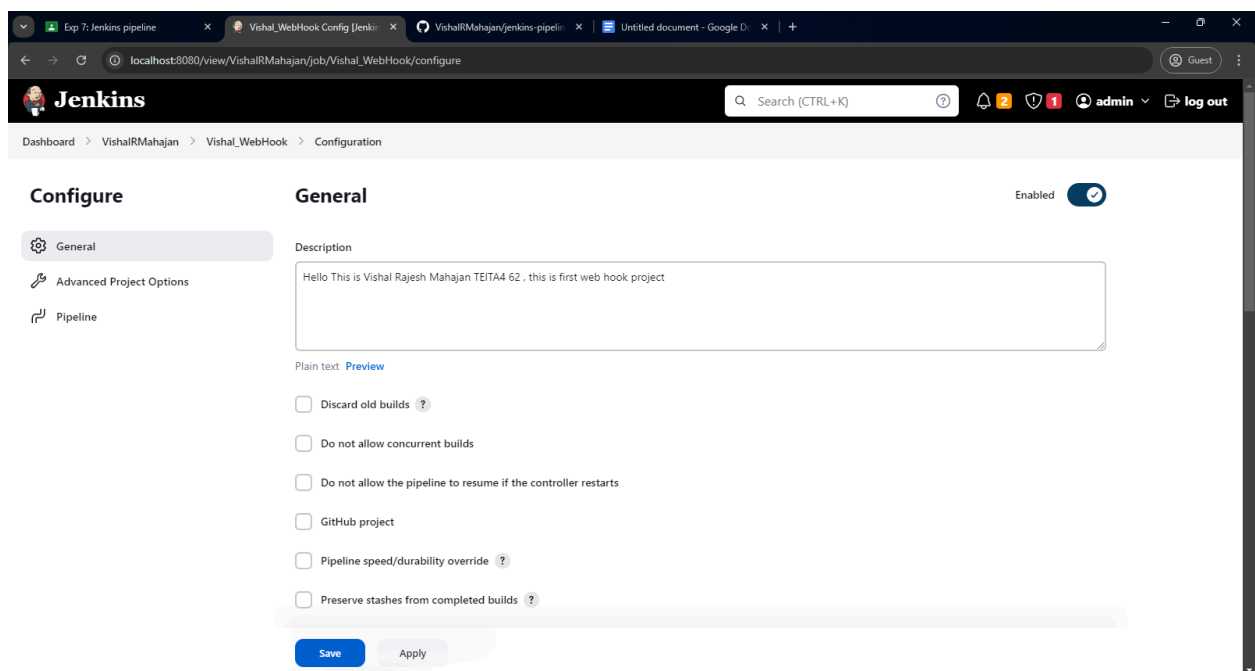 Exp 7: Jenkins pipeline
Vishal_WebHook Config [Jenkin
VishalRMahajan/jenkins-pipelin
Untitled document - Google Do
localhost:8080/view/VishalRMahajan/job/Vishal_WebHook/configure
Guest
Jenkins
Search (CTRL+K)
2
1
admin
log out
Dashboard > VishalRMahajan > Vishal_WebHook > Configuration
Configure
General
Advanced Project Options
Pipeline
General
Enabled
Description
Hello This is Vishal Rajesh Mahajan TEITA4 62 , this is first web hook project
Plain text Preview
Discard old builds ?
Do not allow concurrent builds
Do not allow the pipeline to resume if the controller restarts
GitHub project
Pipeline speed/durability override ?
Preserve stashes from completed builds ?
Save
Apply